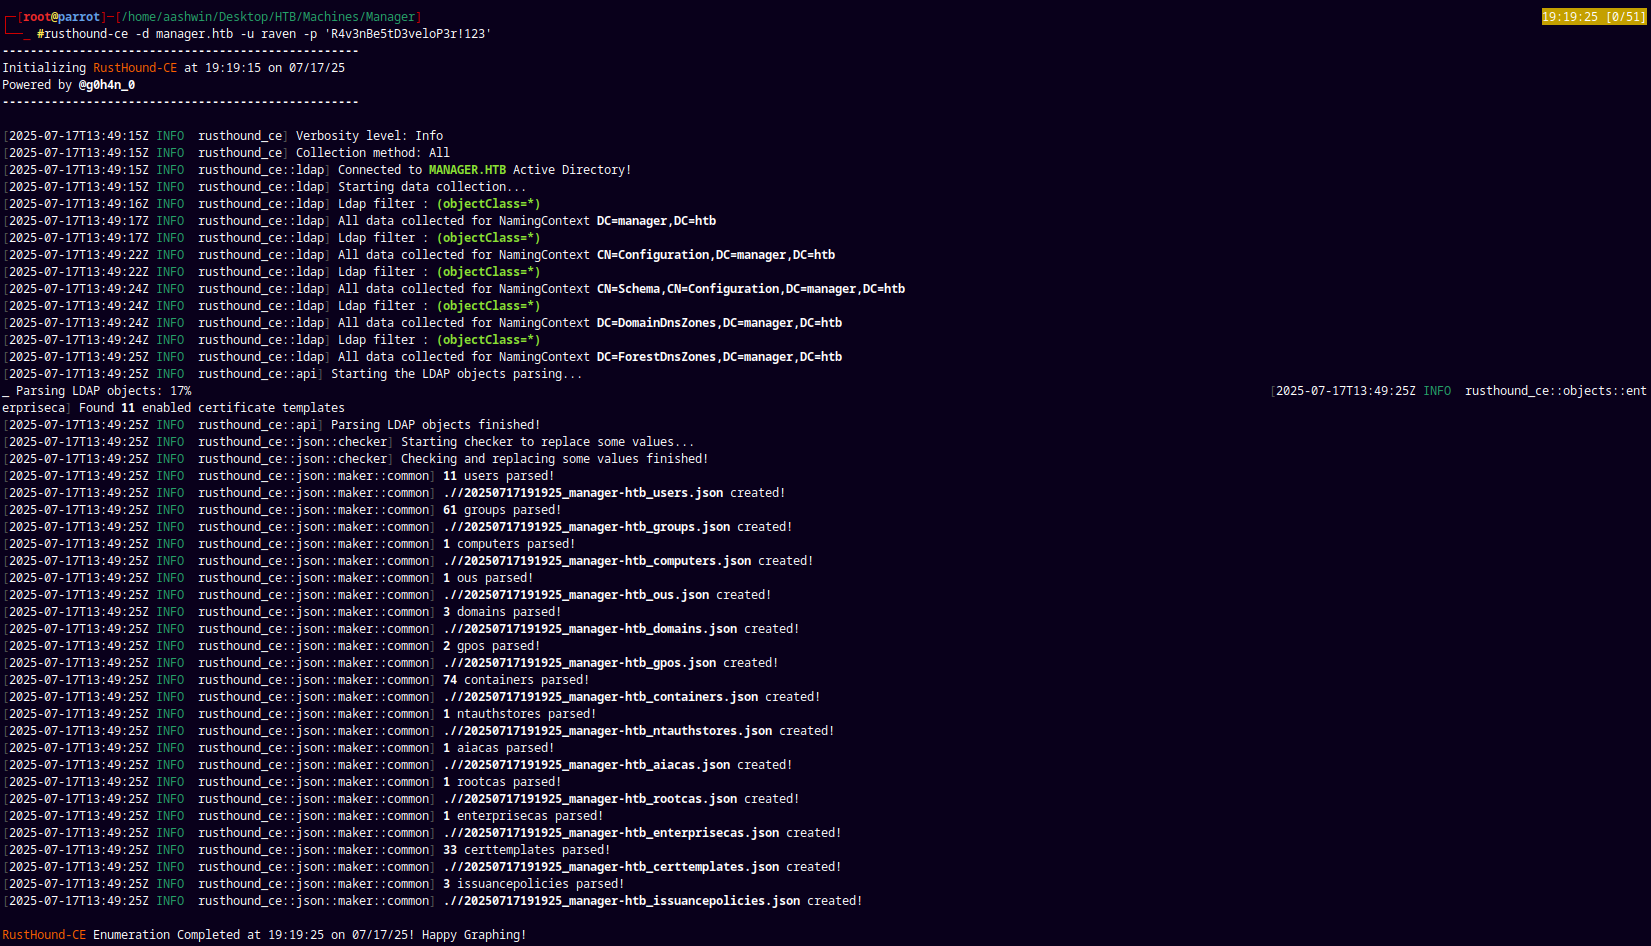 ┌─[root@parrot]─[/home/aashwin/Desktop/HTB/Machines/Manager] 19:19:25 [0/51]
└──╼ #rusthound-ce -d manager.htb -u raven -p 'R4v3nBe5tD3veloP3r!123'
---------------------------------------------------
Initializing RustHound-CE at 19:19:15 on 07/17/25
Powered by @g0h4n_0
---------------------------------------------------
[2025-07-17T13:49:15Z INFO  rusthound_ce] Verbosity level: Info
[2025-07-17T13:49:15Z INFO  rusthound_ce] Collection method: All
[2025-07-17T13:49:15Z INFO  rusthound_ce::ldap] Connected to MANAGER.HTB Active Directory!
[2025-07-17T13:49:15Z INFO  rusthound_ce::ldap] Starting data collection...
[2025-07-17T13:49:16Z INFO  rusthound_ce::ldap] Ldap filter : (objectClass=*)
[2025-07-17T13:49:17Z INFO  rusthound_ce::ldap] All data collected for NamingContext DC=manager,DC=htb
[2025-07-17T13:49:17Z INFO  rusthound_ce::ldap] Ldap filter : (objectClass=*)
[2025-07-17T13:49:22Z INFO  rusthound_ce::ldap] All data collected for NamingContext CN=Configuration,DC=manager,DC=htb
[2025-07-17T13:49:22Z INFO  rusthound_ce::ldap] Ldap filter : (objectClass=*)
[2025-07-17T13:49:24Z INFO  rusthound_ce::ldap] All data collected for NamingContext CN=Schema,CN=Configuration,DC=manager,DC=htb
[2025-07-17T13:49:24Z INFO  rusthound_ce::ldap] Ldap filter : (objectClass=*)
[2025-07-17T13:49:24Z INFO  rusthound_ce::ldap] All data collected for NamingContext DC=DomainDnsZones,DC=manager,DC=htb
[2025-07-17T13:49:24Z INFO  rusthound_ce::ldap] Ldap filter : (objectClass=*)
[2025-07-17T13:49:25Z INFO  rusthound_ce::ldap] All data collected for NamingContext DC=ForestDnsZones,DC=manager,DC=htb
[2025-07-17T13:49:25Z INFO  rusthound_ce::api] Starting the LDAP objects parsing...
_ Parsing LDAP objects: 17% [2025-07-17T13:49:25Z INFO  rusthound_ce::objects::ent
erpriseca] Found 11 enabled certificate templates
[2025-07-17T13:49:25Z INFO  rusthound_ce::api] Parsing LDAP objects finished!
[2025-07-17T13:49:25Z INFO  rusthound_ce::json::checker] Starting checker to replace some values...
[2025-07-17T13:49:25Z INFO  rusthound_ce::json::checker] Checking and replacing some values finished!
[2025-07-17T13:49:25Z INFO  rusthound_ce::json::maker::common] 11 users parsed!
[2025-07-17T13:49:25Z INFO  rusthound_ce::json::maker::common] .//20250717191925_manager-htb_users.json created!
[2025-07-17T13:49:25Z INFO  rusthound_ce::json::maker::common] 61 groups parsed!
[2025-07-17T13:49:25Z INFO  rusthound_ce::json::maker::common] .//20250717191925_manager-htb_groups.json created!
[2025-07-17T13:49:25Z INFO  rusthound_ce::json::maker::common] 1 computers parsed!
[2025-07-17T13:49:25Z INFO  rusthound_ce::json::maker::common] .//20250717191925_manager-htb_computers.json created!
[2025-07-17T13:49:25Z INFO  rusthound_ce::json::maker::common] 1 ous parsed!
[2025-07-17T13:49:25Z INFO  rusthound_ce::json::maker::common] .//20250717191925_manager-htb_ous.json created!
[2025-07-17T13:49:25Z INFO  rusthound_ce::json::maker::common] 3 domains parsed!
[2025-07-17T13:49:25Z INFO  rusthound_ce::json::maker::common] .//20250717191925_manager-htb_domains.json created!
[2025-07-17T13:49:25Z INFO  rusthound_ce::json::maker::common] 2 gpos parsed!
[2025-07-17T13:49:25Z INFO  rusthound_ce::json::maker::common] .//20250717191925_manager-htb_gpos.json created!
[2025-07-17T13:49:25Z INFO  rusthound_ce::json::maker::common] 74 containers parsed!
[2025-07-17T13:49:25Z INFO  rusthound_ce::json::maker::common] .//20250717191925_manager-htb_containers.json created!
[2025-07-17T13:49:25Z INFO  rusthound_ce::json::maker::common] 1 ntauthstores parsed!
[2025-07-17T13:49:25Z INFO  rusthound_ce::json::maker::common] .//20250717191925_manager-htb_ntauthstores.json created!
[2025-07-17T13:49:25Z INFO  rusthound_ce::json::maker::common] 1 aiacas parsed!
[2025-07-17T13:49:25Z INFO  rusthound_ce::json::maker::common] .//20250717191925_manager-htb_aiacas.json created!
[2025-07-17T13:49:25Z INFO  rusthound_ce::json::maker::common] 1 rootcas parsed!
[2025-07-17T13:49:25Z INFO  rusthound_ce::json::maker::common] .//20250717191925_manager-htb_rootcas.json created!
[2025-07-17T13:49:25Z INFO  rusthound_ce::json::maker::common] 1 enterprisecas parsed!
[2025-07-17T13:49:25Z INFO  rusthound_ce::json::maker::common] .//20250717191925_manager-htb_enterprisecas.json created!
[2025-07-17T13:49:25Z INFO  rusthound_ce::json::maker::common] 33 certtemplates parsed!
[2025-07-17T13:49:25Z INFO  rusthound_ce::json::maker::common] .//20250717191925_manager-htb_certtemplates.json created!
[2025-07-17T13:49:25Z INFO  rusthound_ce::json::maker::common] 3 issuancepolicies parsed!
[2025-07-17T13:49:25Z INFO  rusthound_ce::json::maker::common] .//20250717191925_manager-htb_issuancepolicies.json created!
RustHound-CE Enumeration Completed at 19:19:25 on 07/17/25! Happy Graphing!